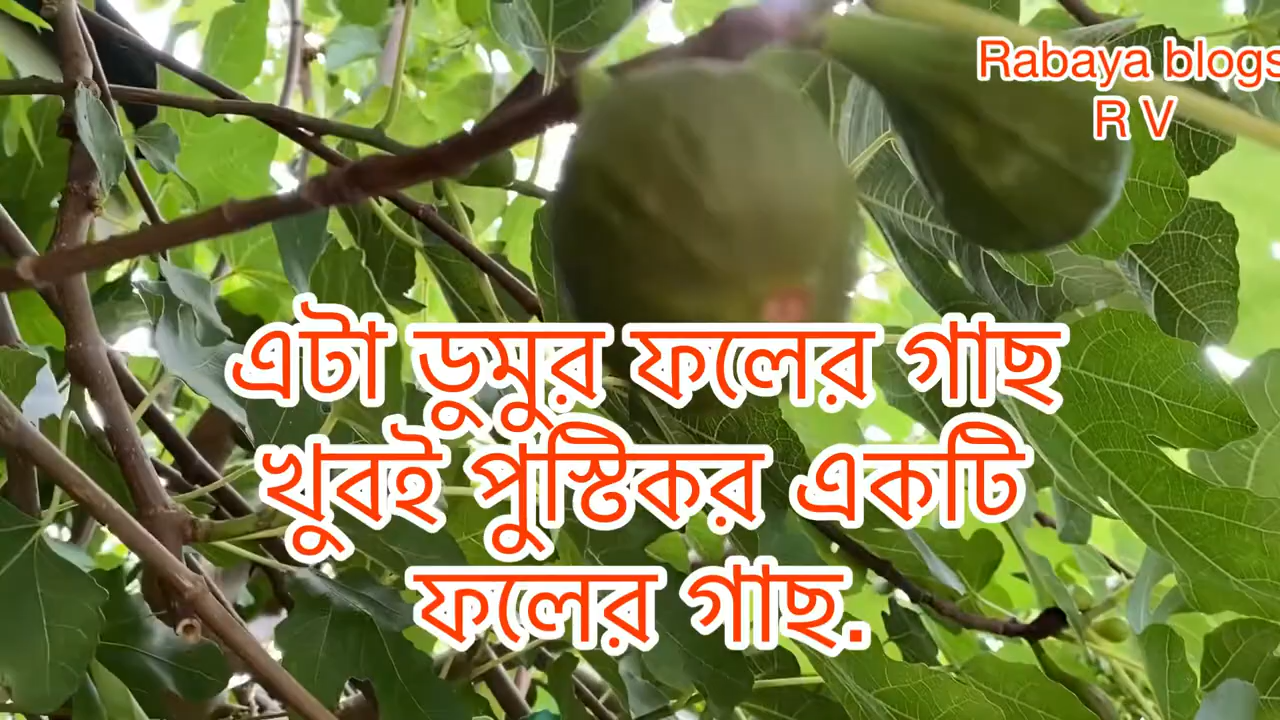 Rabaya blogs
R V
এটা ডুমুর ফলের গাছ
খুবই পুস্টিকর একটি
ফলের গাছ.